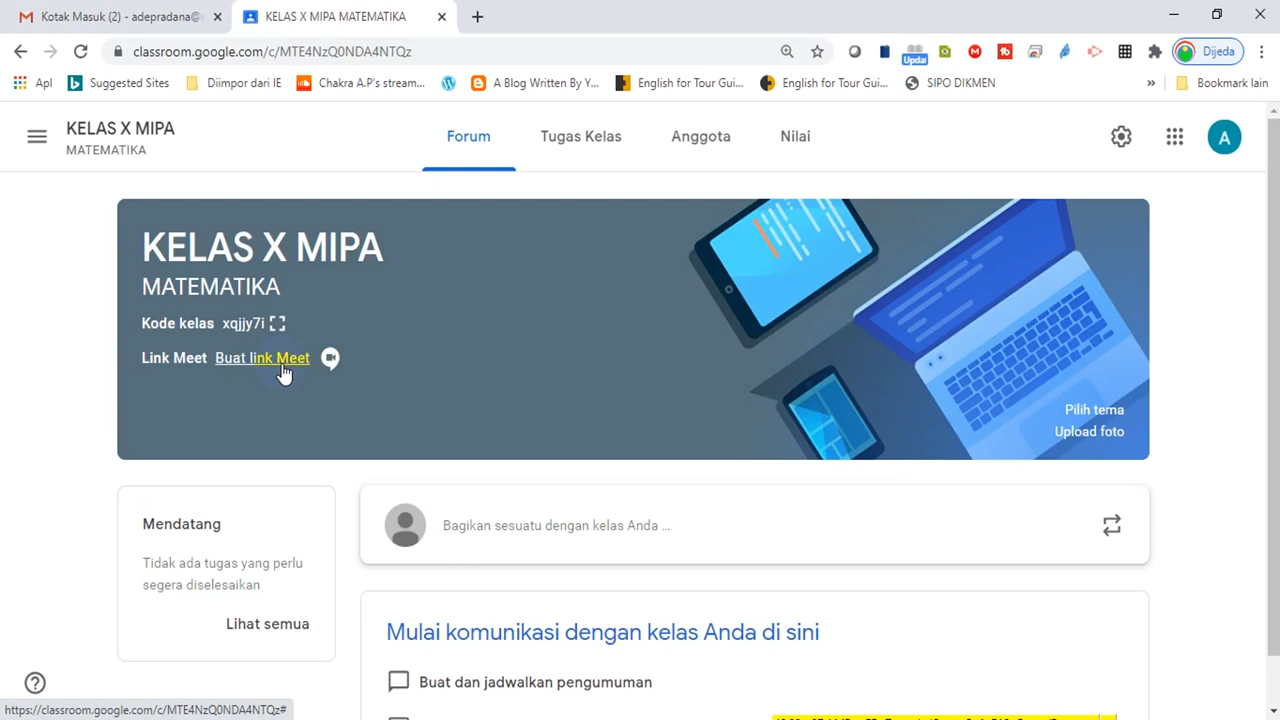 Kotak Masuk (2) - adepradana@
KELAS X MIPA MATEMATIKA
classroom.google.com/c/MTE4NzQ0NDA4NTQz
Updat
Dijeda
Apl
Suggested Sites
Diimpor dari IE
Chakra A.P's stream...
A Blog Written By Y...
English for Tour Gui...
English for Tour Gui...
SIPO DIKMEN
»
Bookmark lain
KELAS X MIPA
MATEMATIKA
Forum
Tugas Kelas
Anggota
Nilai
A
KELAS X MIPA
MATEMATIKA
Kode kelas xqjjy7i
Link Meet Buat link Meet
Pilih tema
Upload foto
Mendatang
Tidak ada tugas yang perlu
segera diselesaikan
Lihat semua
Bagikan sesuatu dengan kelas Anda ...
Mulai komunikasi dengan kelas Anda di sini
Buat dan jadwalkan pengumuman
https://classroom.google.com/c/MTE4NzQ0NDA4NTQz#